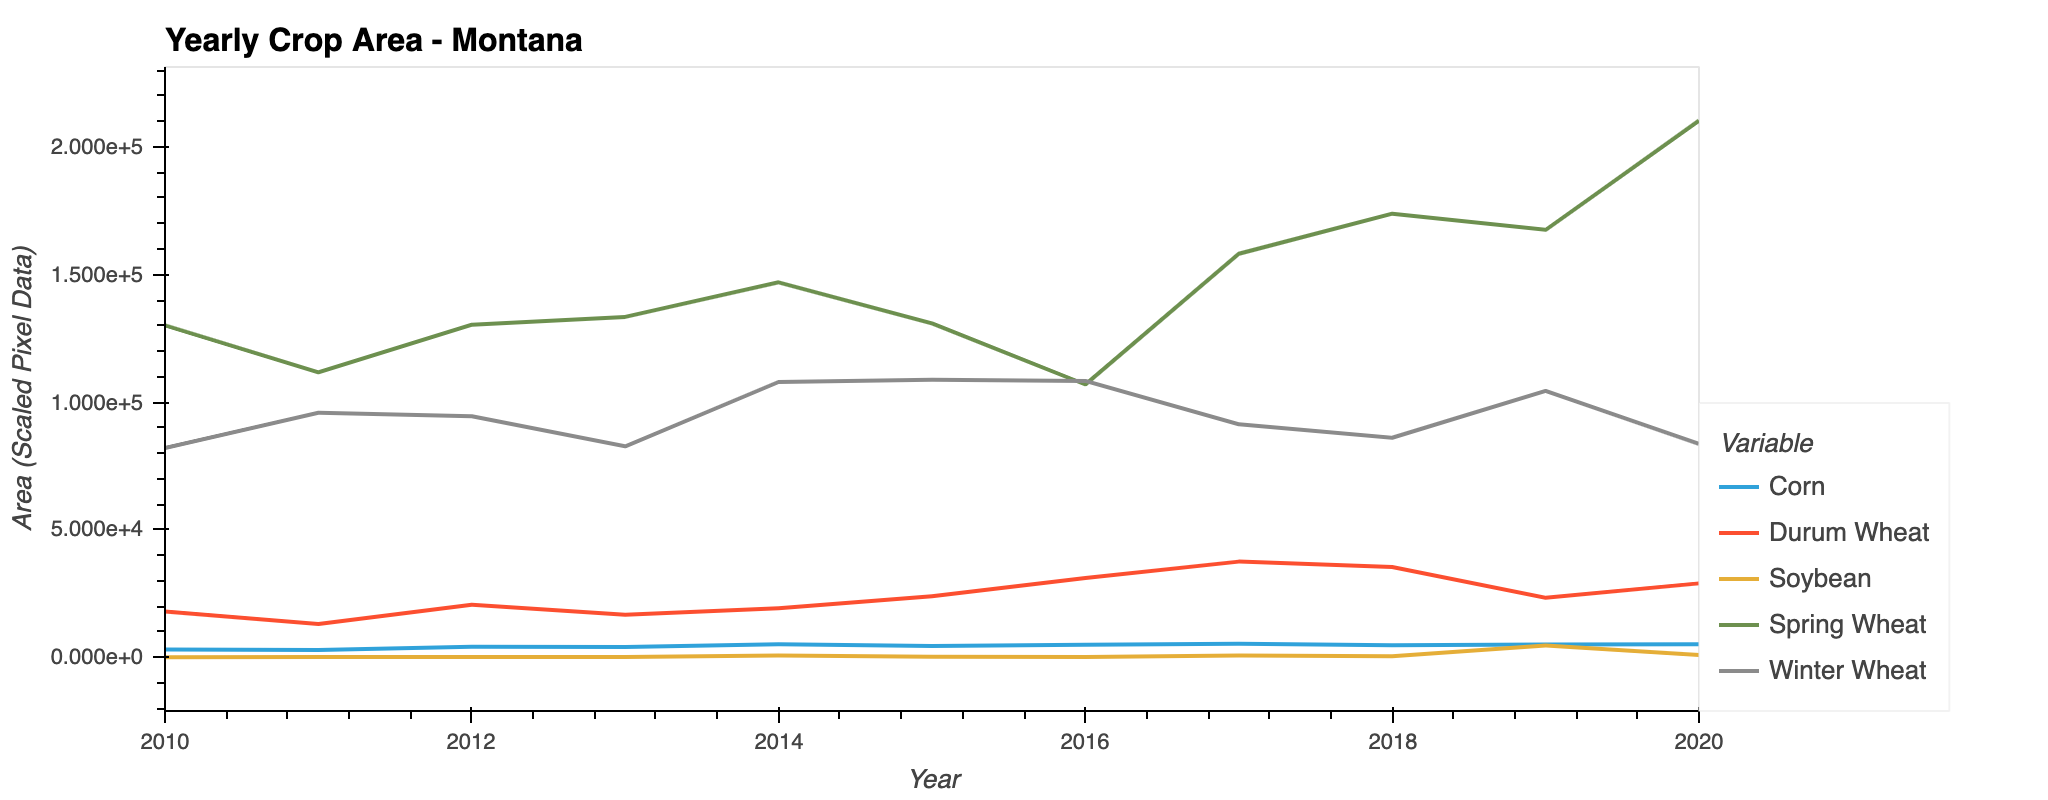 Yearly Crop Area - Montana
Area (Scaled Pixel Data)
2.000e+5
1.500e+5
1.000e+5
5.000e+4
0.000e+0
2010 2012 2014 2016 2018 2020
Year
Variable
Corn
Durum Wheat
Soybean
Spring Wheat
Winter Wheat